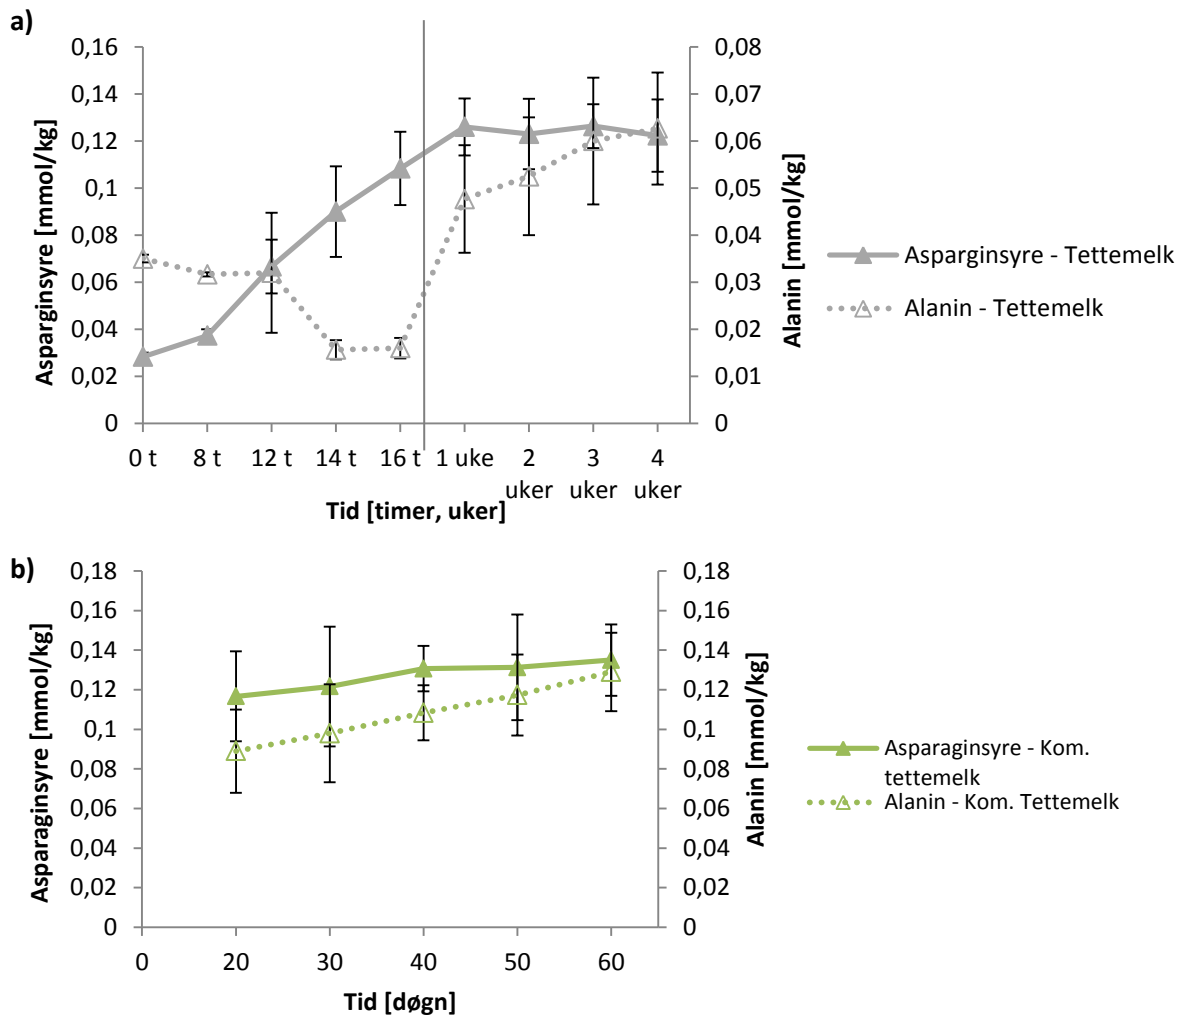 a)
0,16
0,14
0,12
0,1
0,08
0,06
0,04
0,02
0
Asparginsyre [mmol/kg]
0,08
0,07
0,06
0,05
0,04
0,03
0,02
0,01
0
Alanin [mmol/kg]
0 t 8 t 12 t 14 t 16 t 1 uke 2 uker 3 uker 4 uker
Tid [timer, uker]
Asparginsyre - Tettemelk
Alanin - Tettemelk
b)
0,18
0,16
0,14
0,12
0,1
0,08
0,06
0,04
0,02
0
Asparaginsyre [mmol/kg]
0,18
0,16
0,14
0,12
0,1
0,08
0,06
0,04
0,02
0
Alanin [mmol/kg]
0 20 30 40 50 60
Tid [døgn]
Asparaginsyre - Kom.
tettemelk
Alanin - Kom. Tettemelk